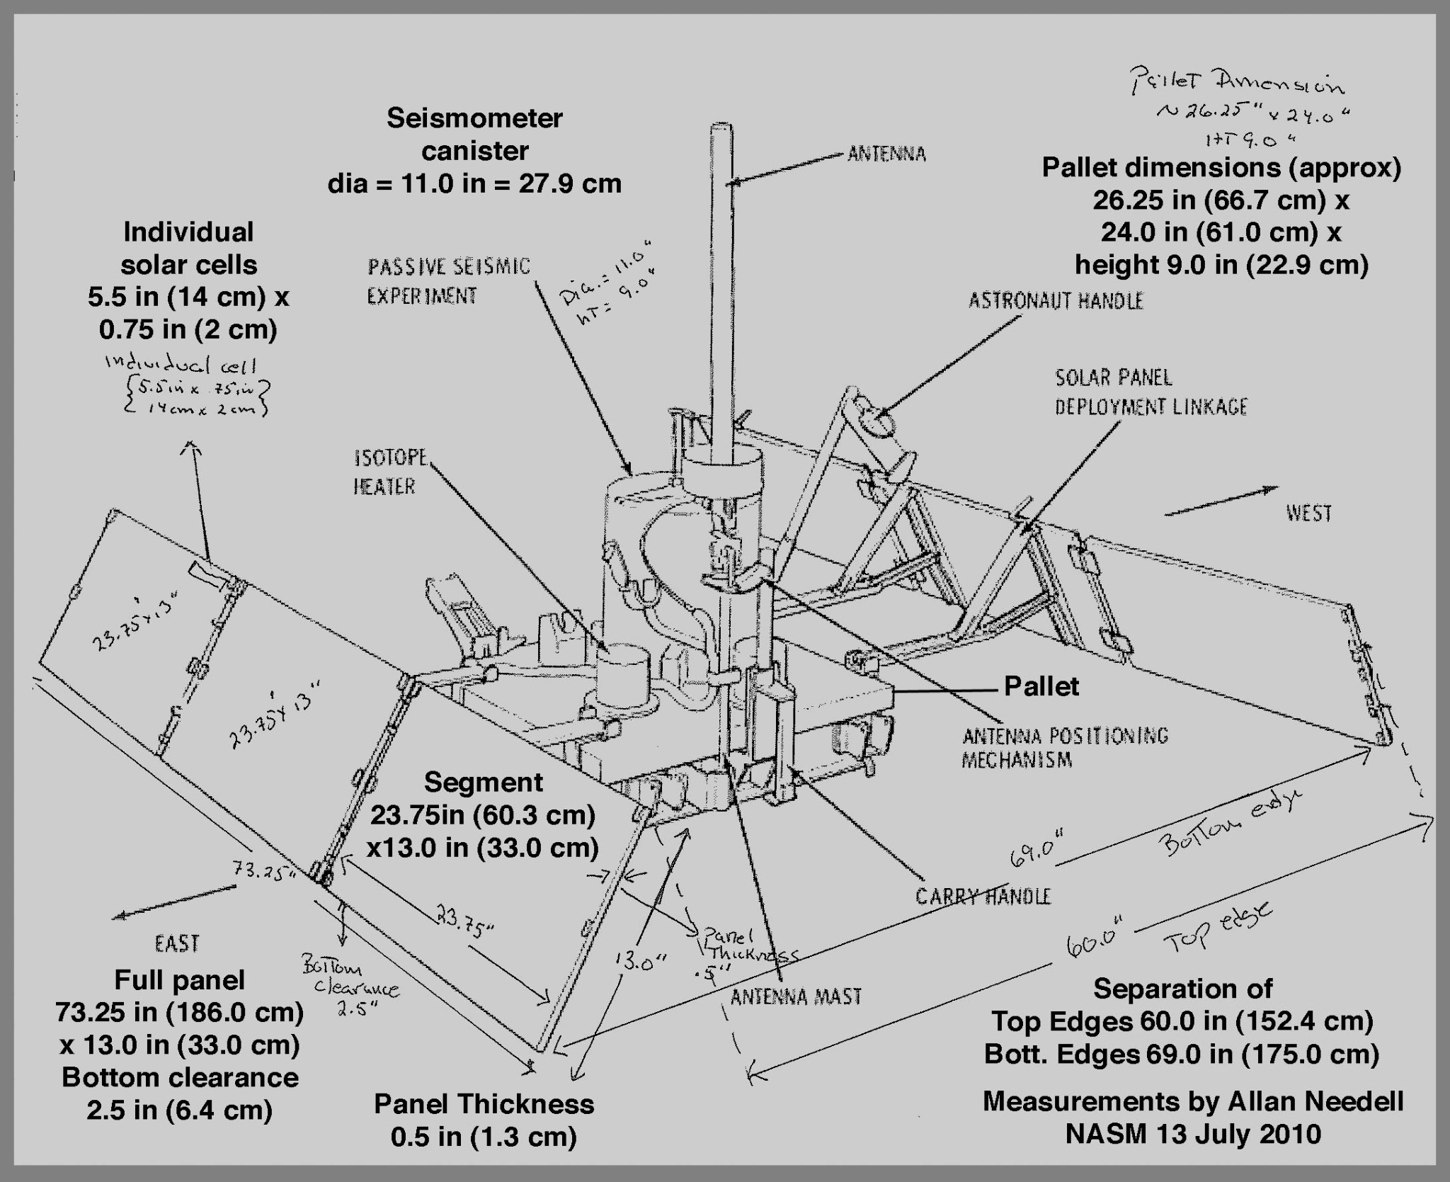 Pallet Dimension
~ 26.25" x 24.0"
HT 9.0"
Pallet dimensions (approx)
26.25 in (66.7 cm) x
24.0 in (61.0 cm) x
height 9.0 in (22.9 cm)
Seismometer
canister
dia = 11.0 in = 27.9 cm
ANTENNA
Individual
solar cells
5.5 in (14 cm) x
0.75 in (2 cm)
Individual cell
{5.5in x .75in}
{14cm x 2cm}
PASSIVE SEISMIC
EXPERIMENT
Dia. = 11.0"
hT = 9.0"
ASTRONAUT HANDLE
SOLAR PANEL
DEPLOYMENT LINKAGE
ISOTOPE
HEATER
WEST
23.75" x 13"
23.75" x 13"
Pallet
ANTENNA POSITIONING
MECHANISM
Segment
23.75in (60.3 cm)
x13.0 in (33.0 cm)
69.0"
Bottom edge
73.25"
CARRY HANDLE
23.75"
60.0"
Top edge
EAST
Bottom
clearance
2.5"
13.0"
Panel
Thickness
.5"
ANTENNA MAST
Full panel
73.25 in (186.0 cm)
x 13.0 in (33.0 cm)
Bottom clearance
2.5 in (6.4 cm)
Panel Thickness
0.5 in (1.3 cm)
Separation of
Top Edges 60.0 in (152.4 cm)
Bott. Edges 69.0 in (175.0 cm)
Measurements by Allan Needell
NASM 13 July 2010